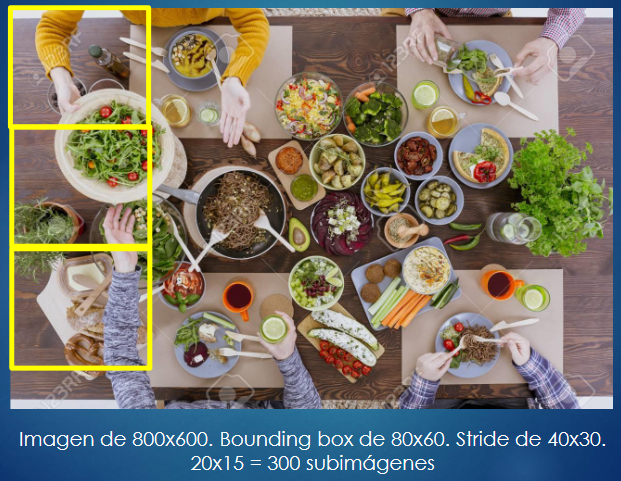 Imagen de 800x600. Bounding box de 80x60. Stride de 40x30.
20x15 = 300 subimágenes